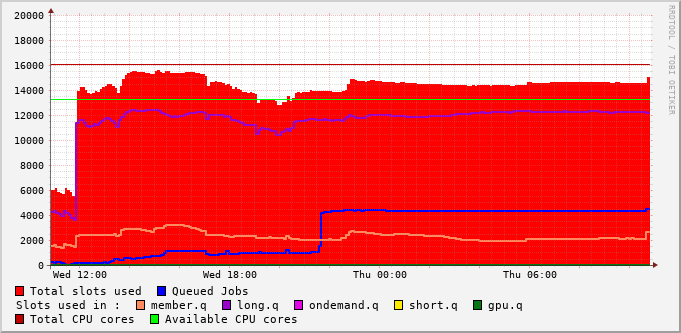 20000
18000
16000
14000
12000
10000
8000
6000
4000
2000
0
Wed 12:00 Wed 18:00 Thu 00:00 Thu 06:00
RRDTOOL / TOBI OETIKER
Total slots used Queued Jobs
Slots used in : member.q long.q ondemand.q short.q gpu.q
Total CPU cores Available CPU cores